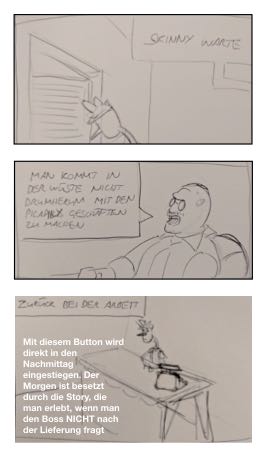 SKINNY WARTE
MAN KOMMT IN
DER WÜSTE NICHT
DRUMHERUM MIT DEN
GESCHÄFTEN
ZU MACHEN
ZURÜCK BEI DER ARBEIT
Mit diesem Button wird
direkt in den
Nachmittag
eingestiegen. Der
Morgen ist besetzt
durch die Story, die
man erlebt, wenn man
den Boss NICHT nach
der Lieferung fragt